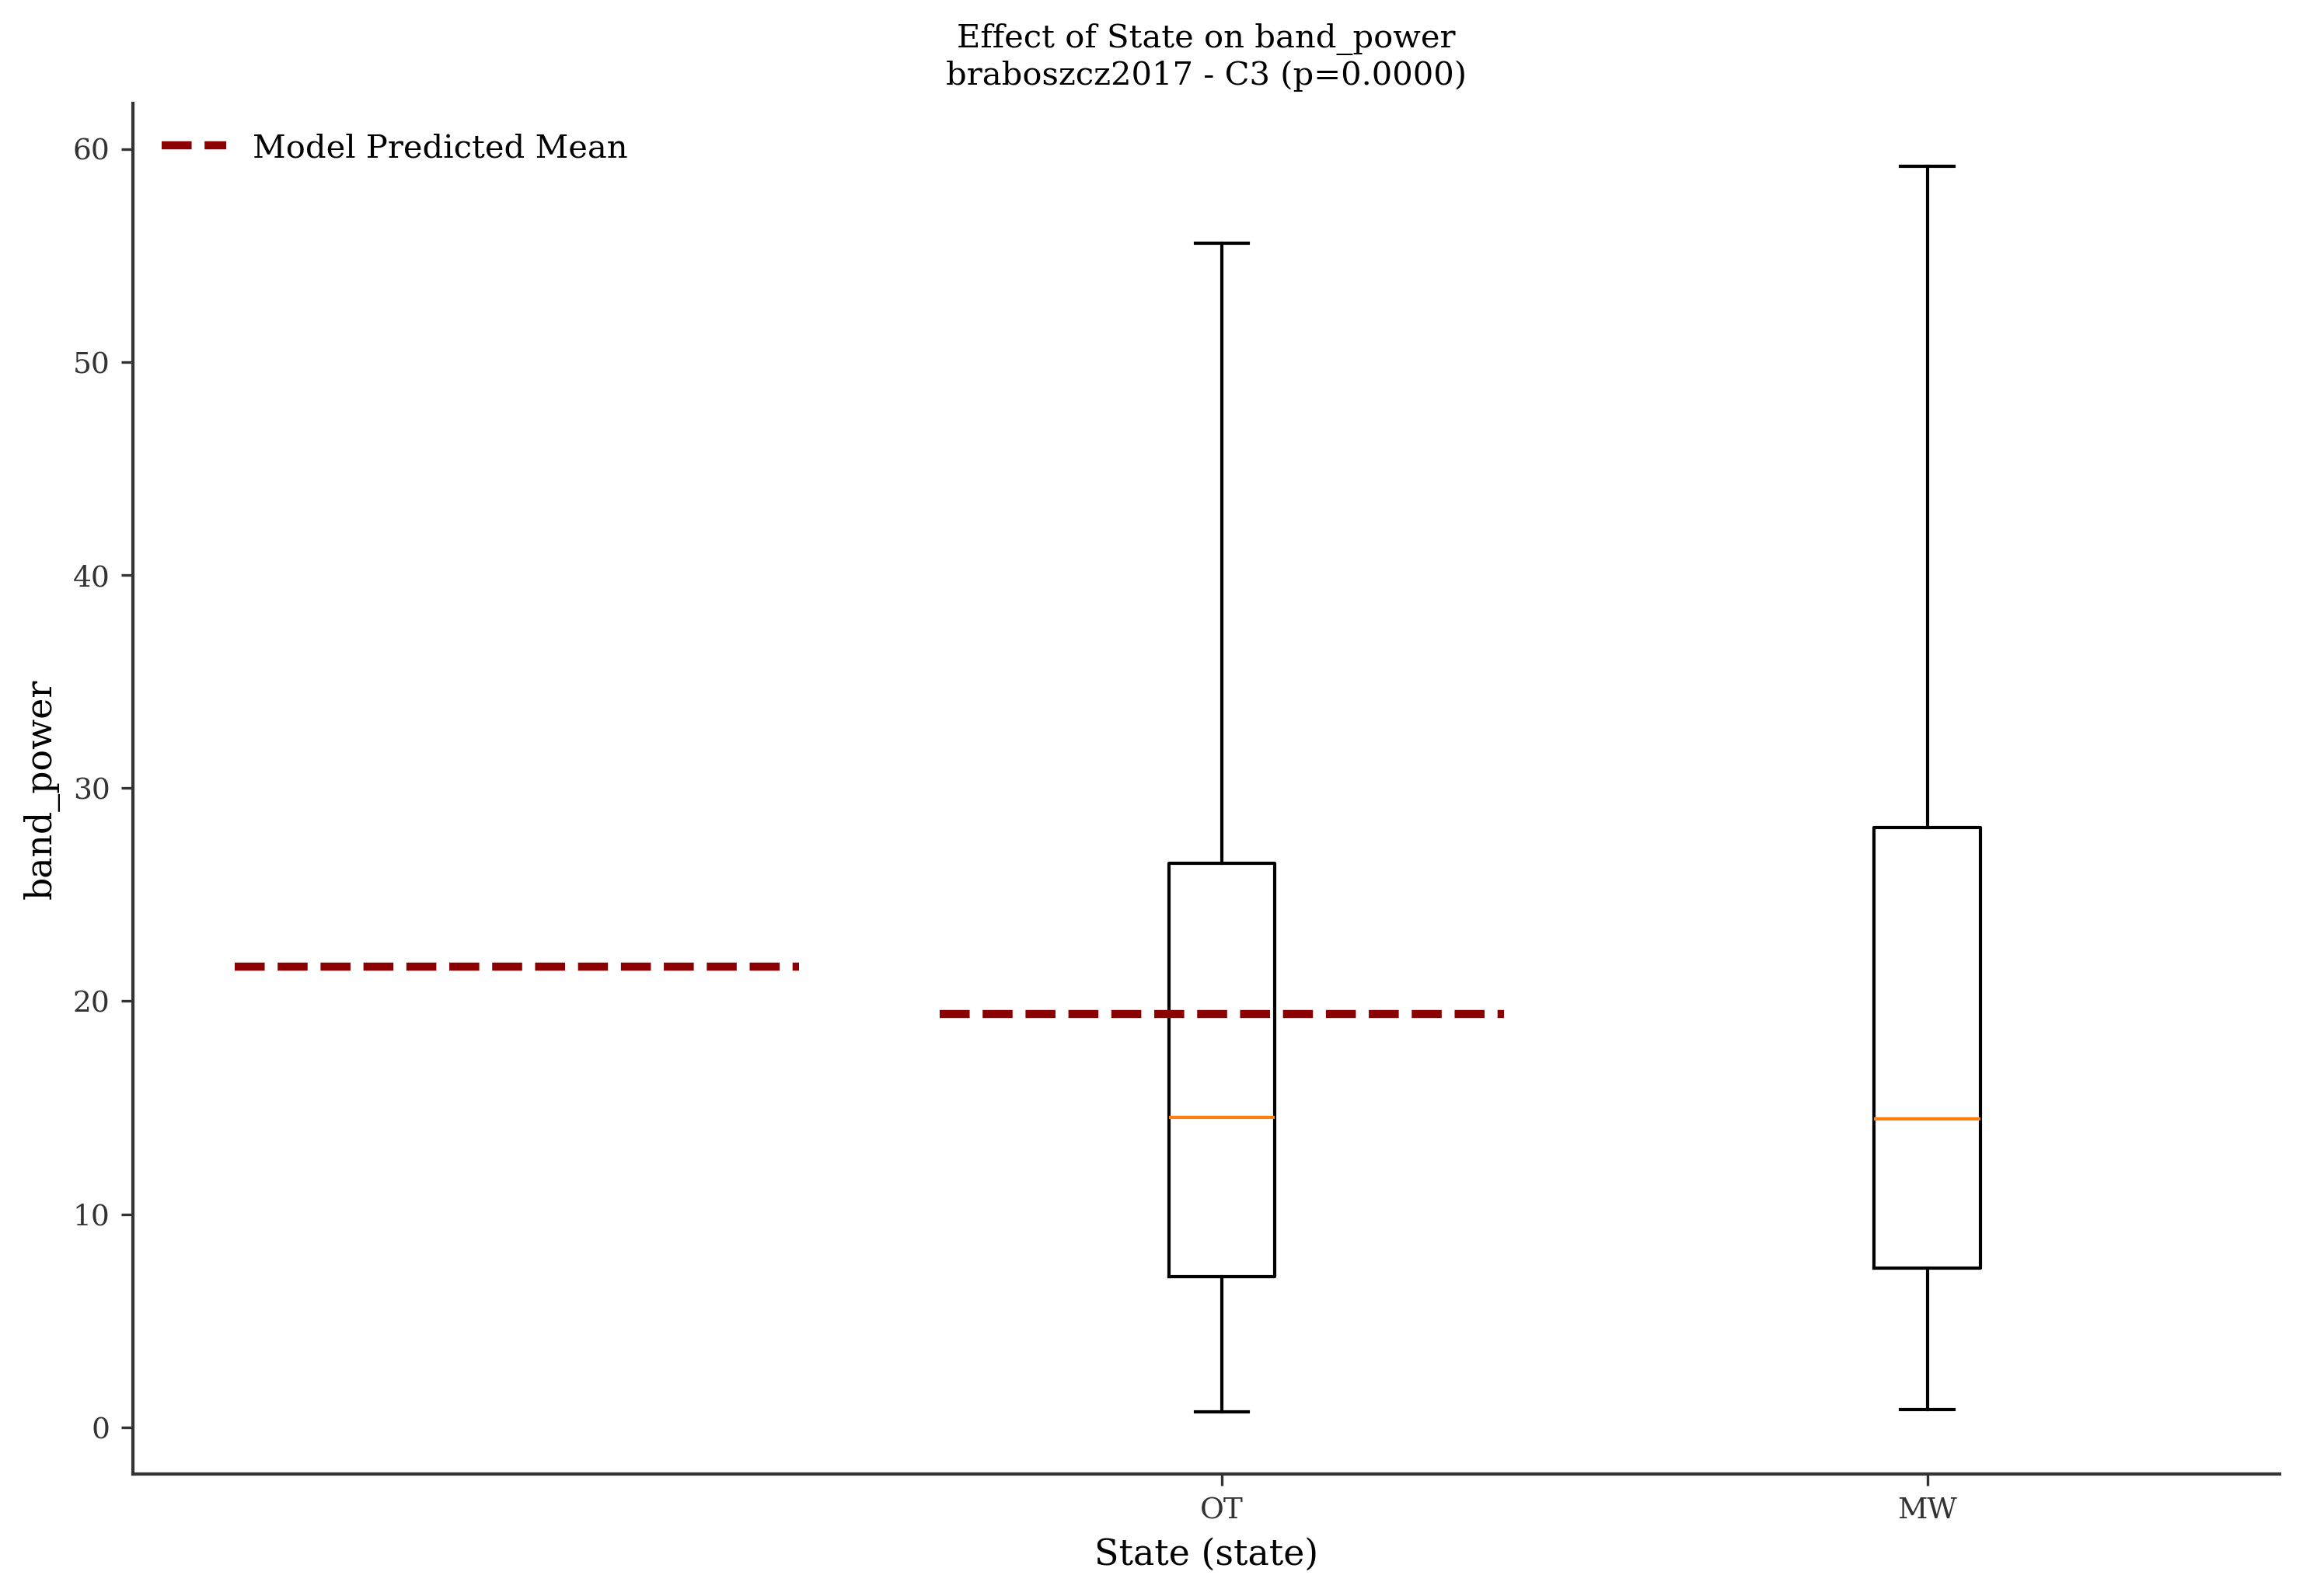 Effect of State on band_power
braboszcz2017 - C3 (p=0.0000)
Model Predicted Mean
60
50
40
30
20
10
0
band_power
OT
MW
State (state)